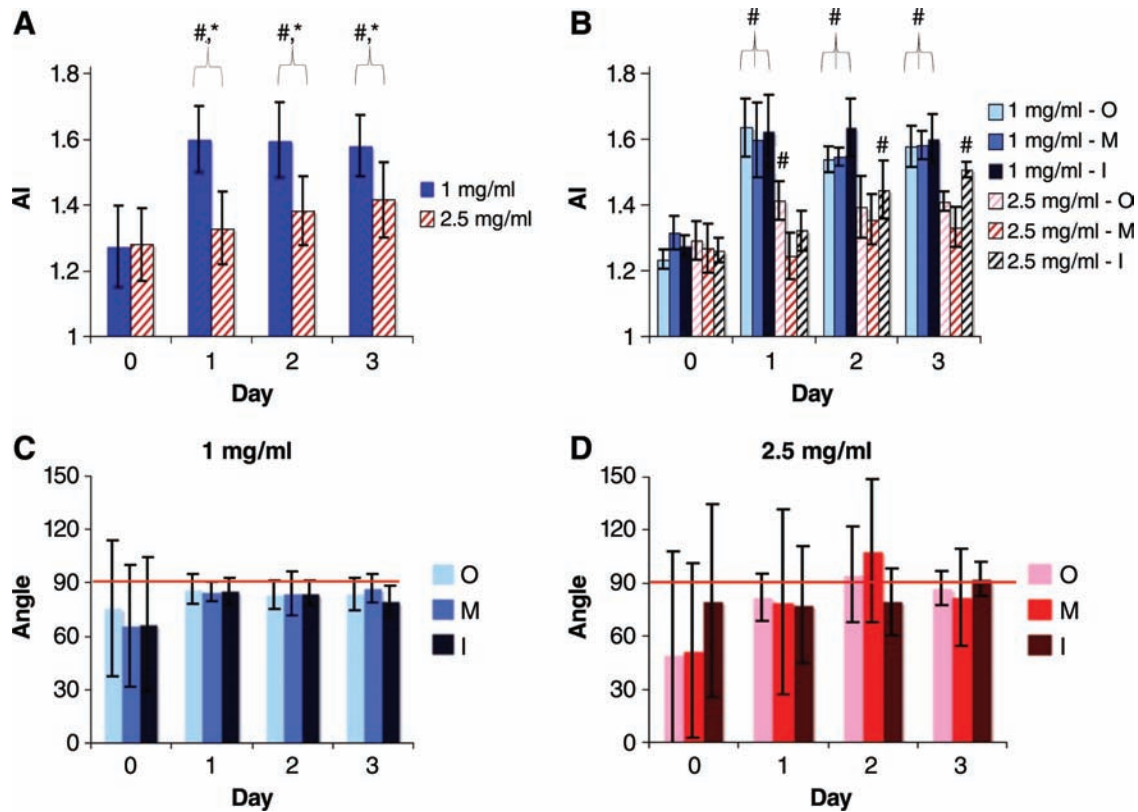 A
#,*
#,*
#,*
1.8
1.6
1.4
1.2
1
AI
0
1
2
3
Day
1 mg/ml
2.5 mg/ml
B
#
#
#
#
#
#
1.8
1.6
1.4
1.2
1
AI
0
1
2
3
Day
1 mg/ml - O
1 mg/ml - M
1 mg/ml - I
2.5 mg/ml - O
2.5 mg/ml - M
2.5 mg/ml - I
C
1 mg/ml
150
120
90
60
30
0
Angle
0
1
2
3
Day
O
M
I
D
2.5 mg/ml
150
120
90
60
30
0
Angle
0
1
2
3
Day
O
M
I